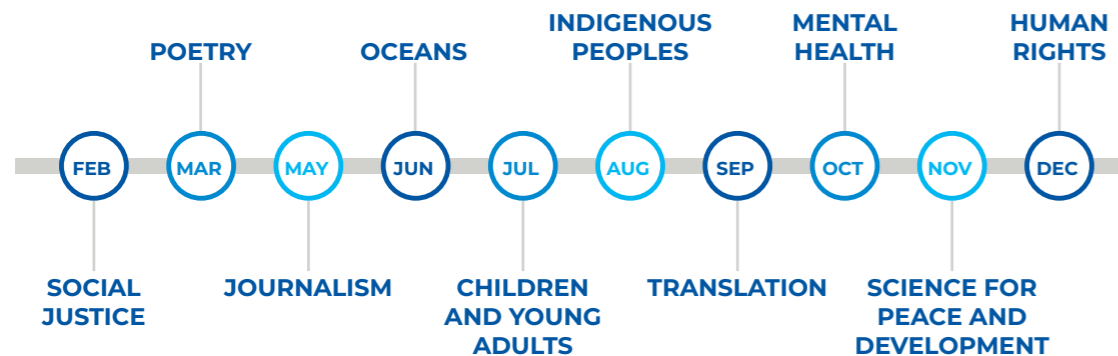 INDIGENOUS
PEOPLES
MENTAL
HEALTH
HUMAN
RIGHTS
POETRY
OCEANS
FEB
MAR
MAY
JUN
JUL
AUG
SEP
OCT
NOV
DEC
SOCIAL
JUSTICE
JOURNALISM
CHILDREN
AND YOUNG
ADULTS
TRANSLATION
SCIENCE FOR
PEACE AND
DEVELOPMENT